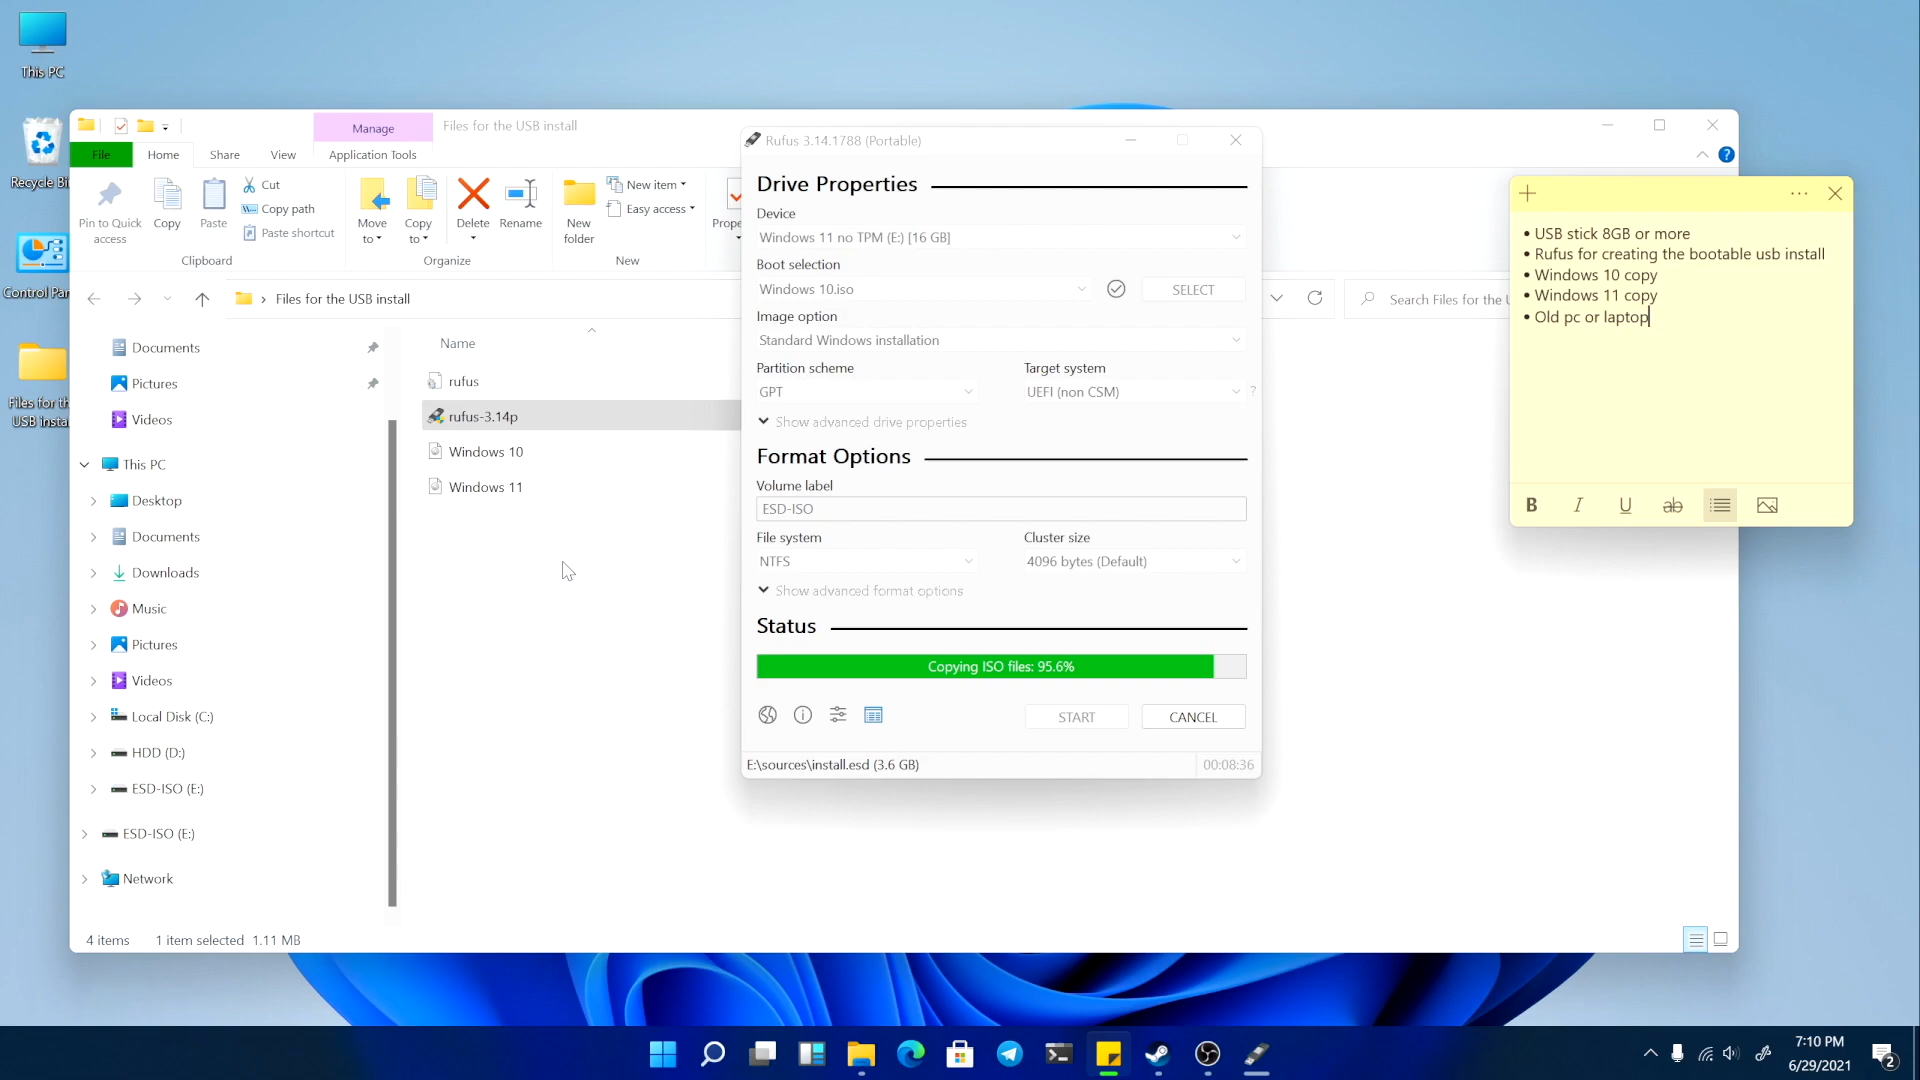 This PC
Recycle Bi
Control Par
Files for th
USB insta
Manage
Files for the USB install
File
Home
Share
View
Application Tools
Pin to Quick
access
Copy
Paste
Cut
Copy path
Paste shortcut
Clipboard
Move
to
Copy
to
Delete
Rename
Organize
New
folder
New item
Easy access
New
Prope
Files for the USB install
Search Files for the U
Documents
Pictures
Videos
This PC
Desktop
Documents
Downloads
Music
Pictures
Videos
Local Disk (C:)
HDD (D:)
ESD-ISO (E:)
ESD-ISO (E:)
Network
Name
rufus
rufus-3.14p
Windows 10
Windows 11
4 items
1 item selected 1.11 MB
Rufus 3.14.1788 (Portable)
Drive Properties
Device
Windows 11 no TPM (E:) [16 GB]
Boot selection
Windows 10.iso
SELECT
Image option
Standard Windows installation
Partition scheme
Target system
GPT
UEFI (non CSM)
?
Show advanced drive properties
Format Options
Volume label
ESD-ISO
File system
Cluster size
NTFS
4096 bytes (Default)
Show advanced format options
Status
Copying ISO files: 95.6%
START
CANCEL
E:\sources\install.esd (3.6 GB)
00:08:36
?
• USB stick 8GB or more
• Rufus for creating the bootable usb install
• Windows 10 copy
• Windows 11 copy
• Old pc or laptop
B
I
U
ab
7:10 PM
6/29/2021
2